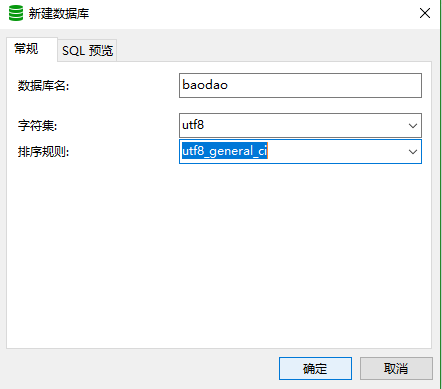 新建数据库
常规 SQL 预览
数据库名: baodao
字符集: utf8
排序规则: utf8_general_ci
确定 取消